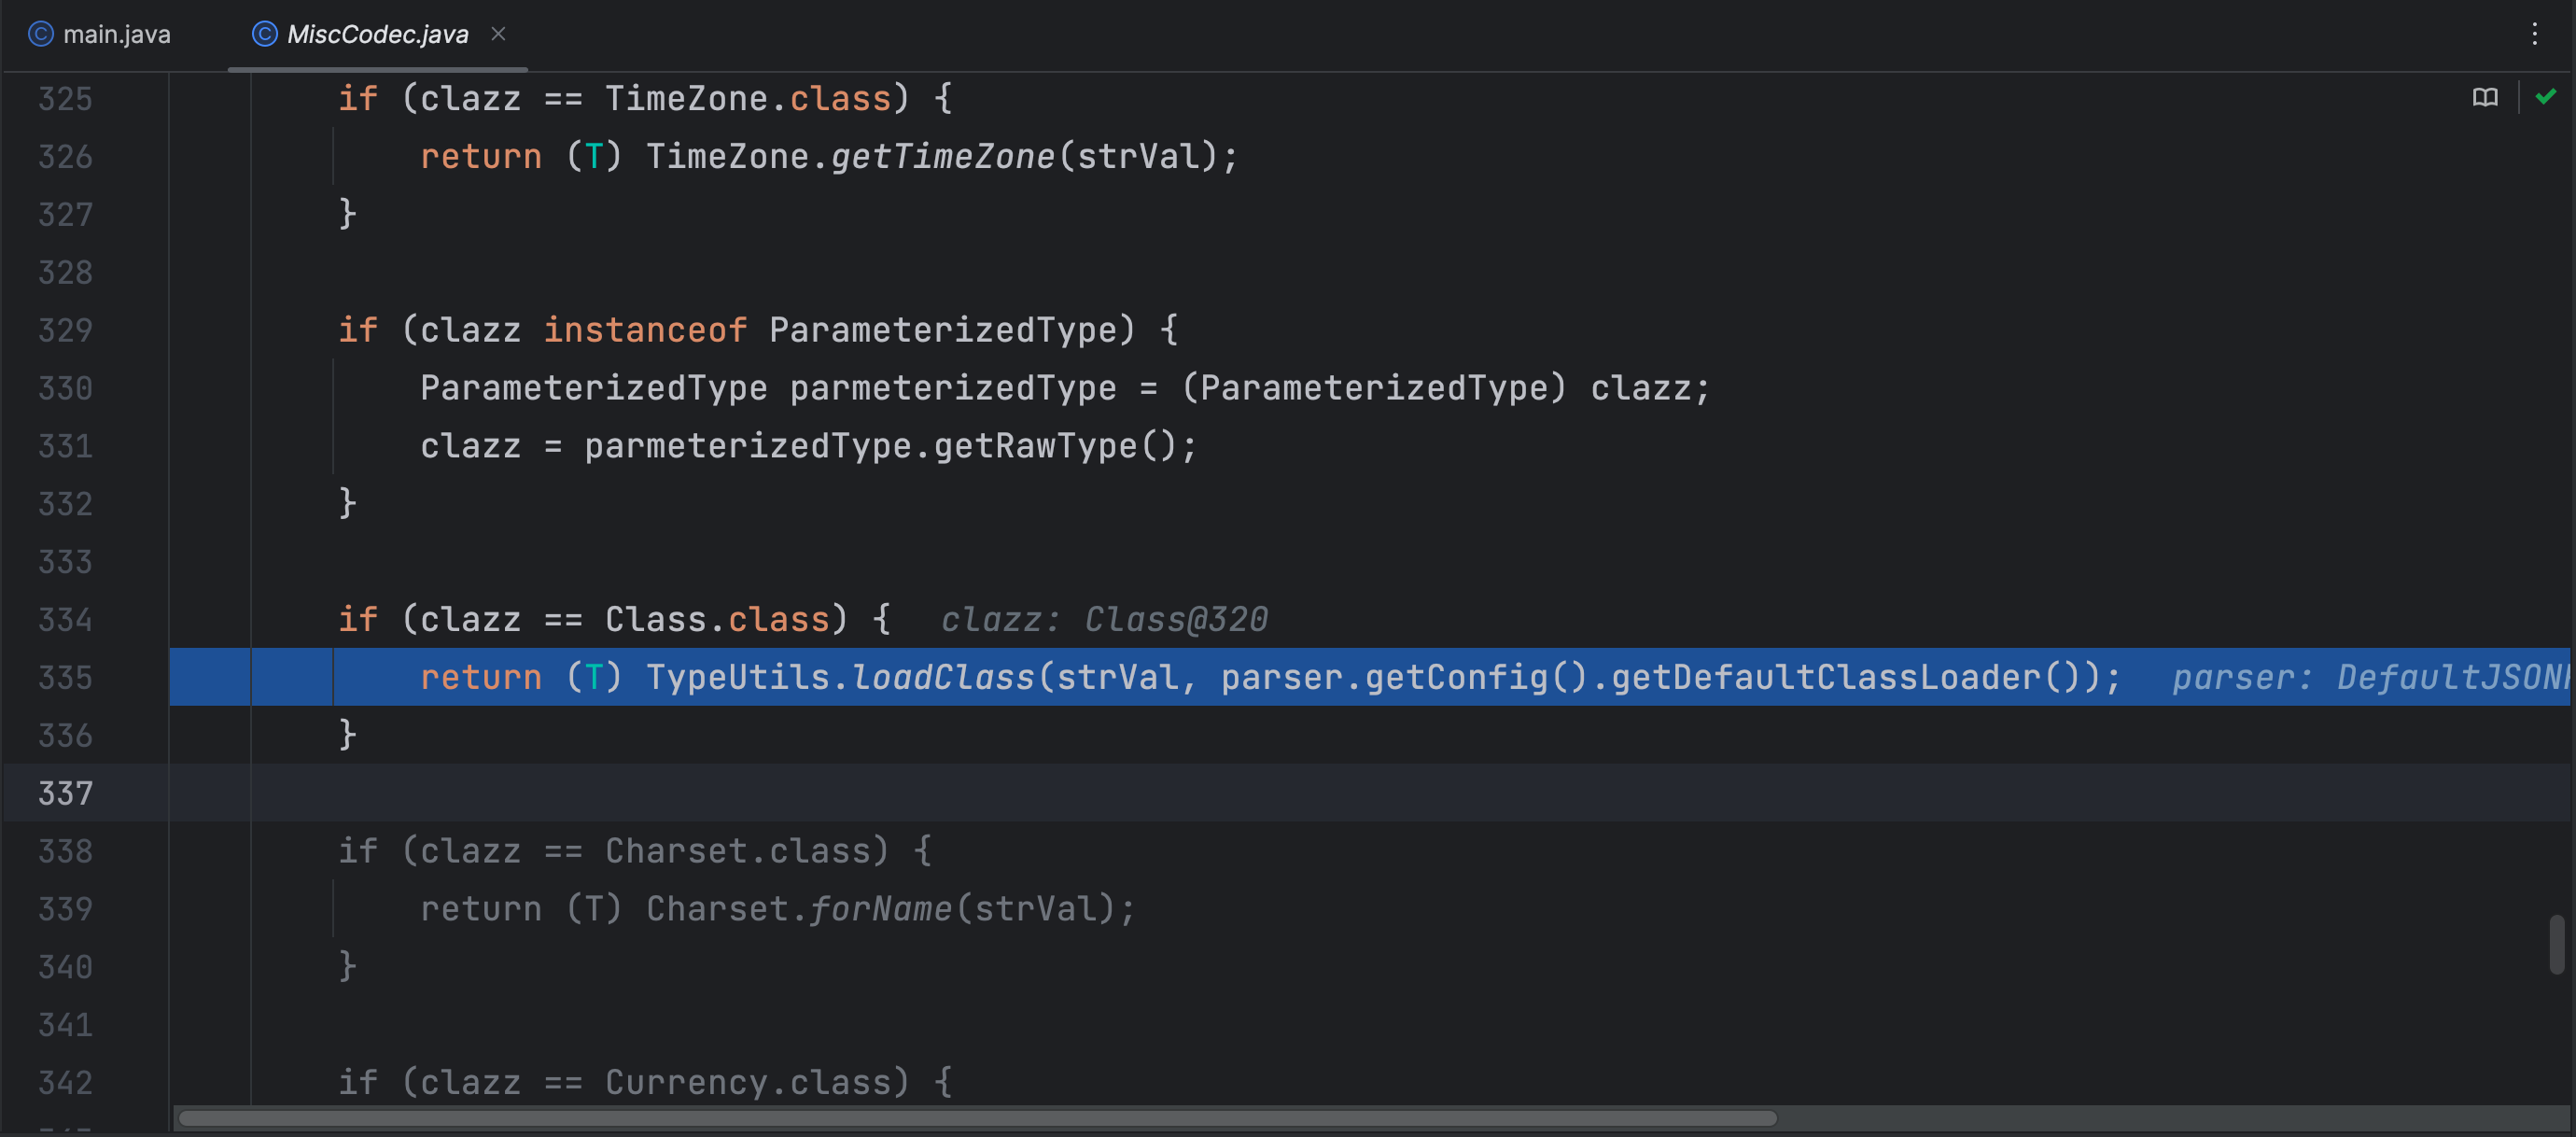 main.java MiscCodec.java
325 if (clazz == TimeZone.class) {
326 return (T) TimeZone.getTimeZone(strVal);
327 }
328
329 if (clazz instanceof ParameterizedType) {
330 ParameterizedType parmeterizedType = (ParameterizedType) clazz;
331 clazz = parmeterizedType.getRawType();
332 }
333
334 if (clazz == Class.class) { clazz: Class@320
335 return (T) TypeUtils.loadClass(strVal, parser.getConfig().getDefaultClassLoader()); parser:
336 }
337
338 if (clazz == Charset.class) {
339 return (T) Charset.forName(strVal);
340 }
341
342 if (clazz == Currency.class) {